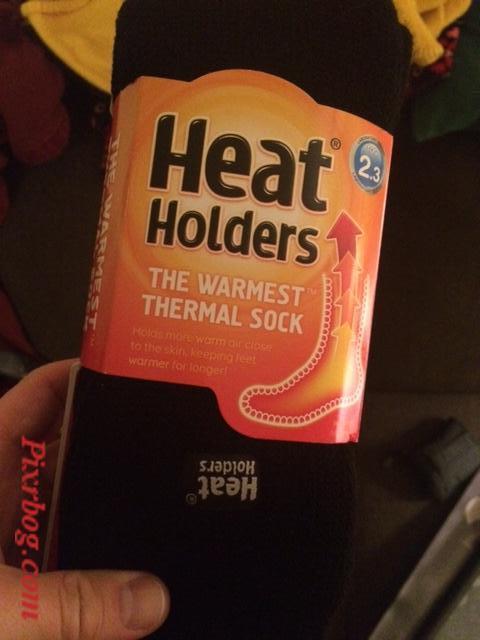 Heat®
Holders
2.3
THE WARMEST™
THERMAL SOCK
Holds more warm air close
to the skin, keeping feet
warmer for longer!
THE WARMEST™
Heat®
Holders
Pixrbog.com